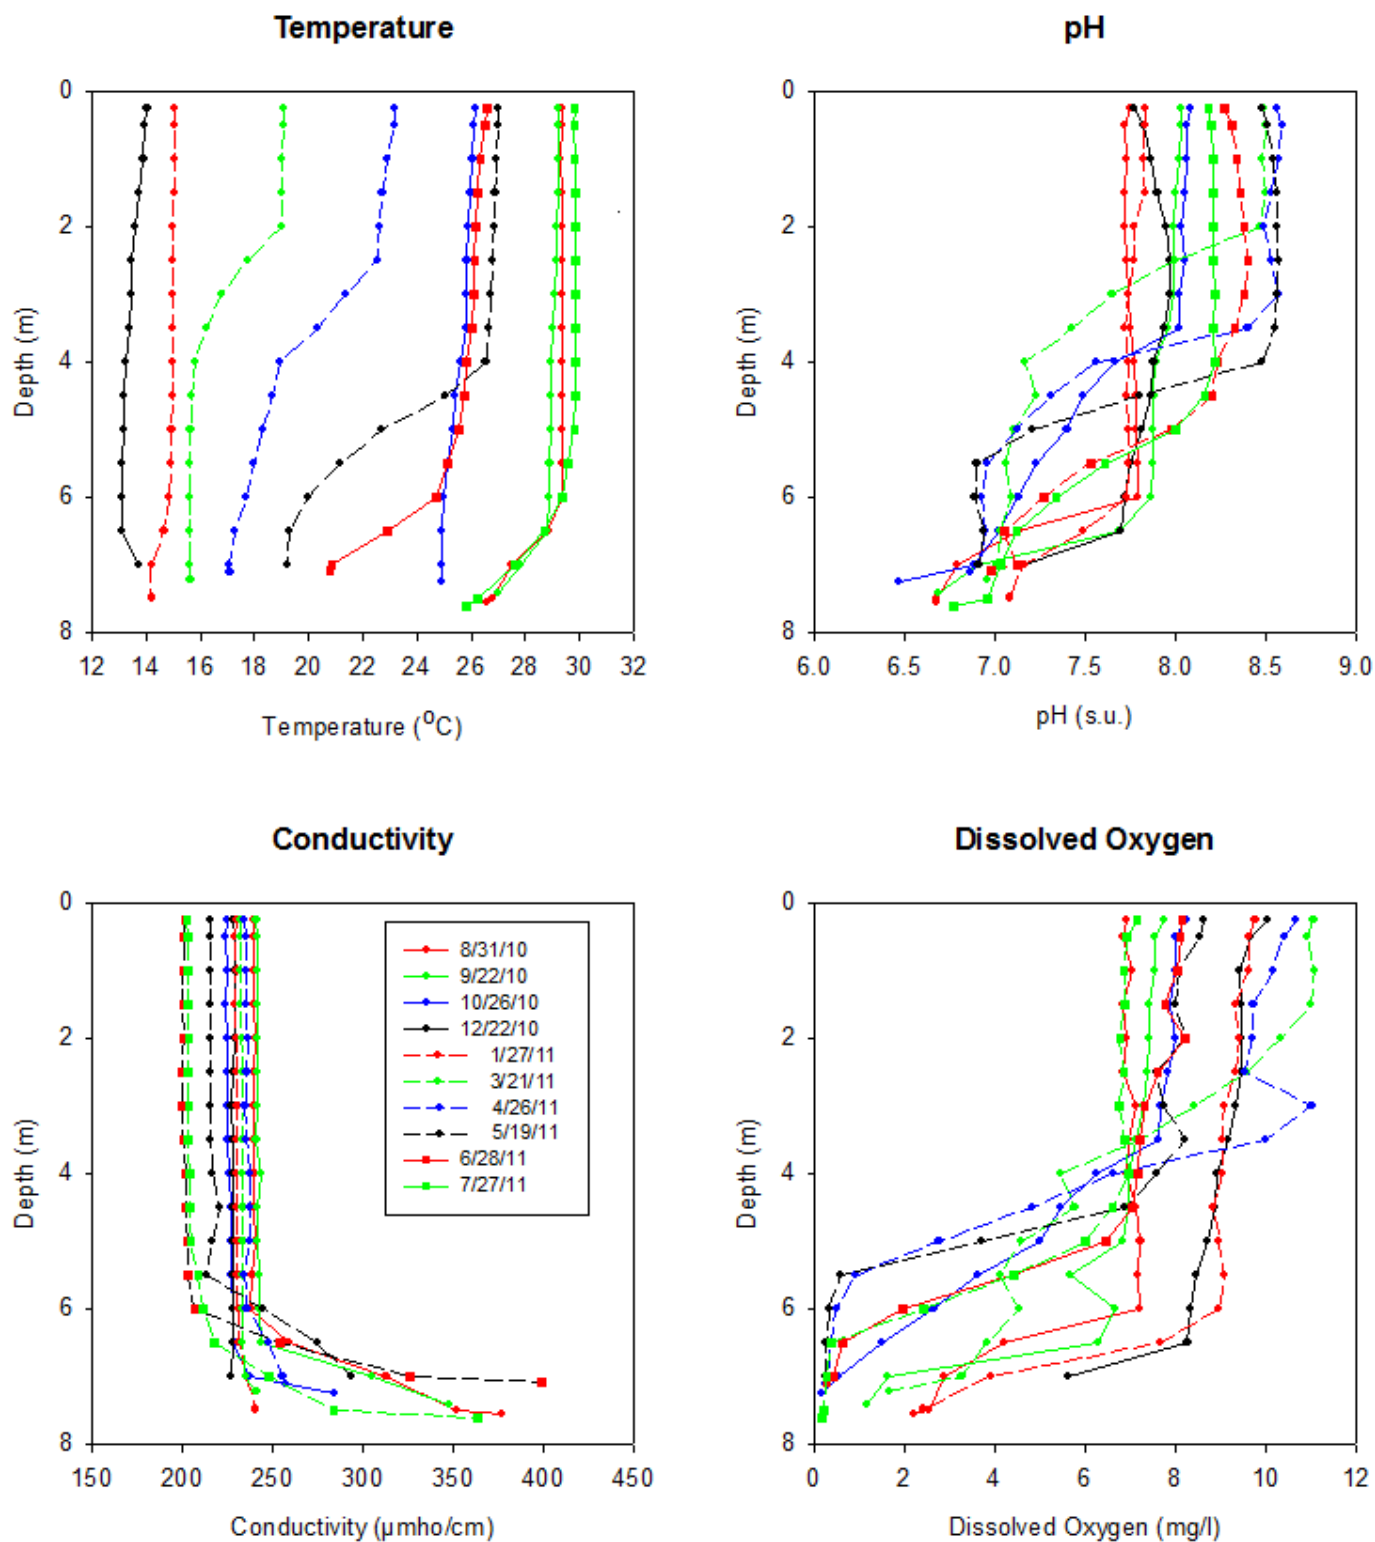 Temperature
0
2
4
6
8
Depth (m)
12 14 16 18 20 22 24 26 28 30 32
Temperature (⁰C)
pH
0
2
4
6
8
Depth (m)
6.0 6.5 7.0 7.5 8.0 8.5 9.0
pH (s.u.)
Conductivity
0
2
4
6
8
Depth (m)
8/31/10
9/22/10
10/26/10
12/22/10
1/27/11
3/21/11
4/26/11
5/19/11
6/28/11
7/27/11
150 200 250 300 350 400 450
Conductivity (µmho/cm)
Dissolved Oxygen
0
2
4
6
8
Depth (m)
0 2 4 6 8 10 12
Dissolved Oxygen (mg/l)